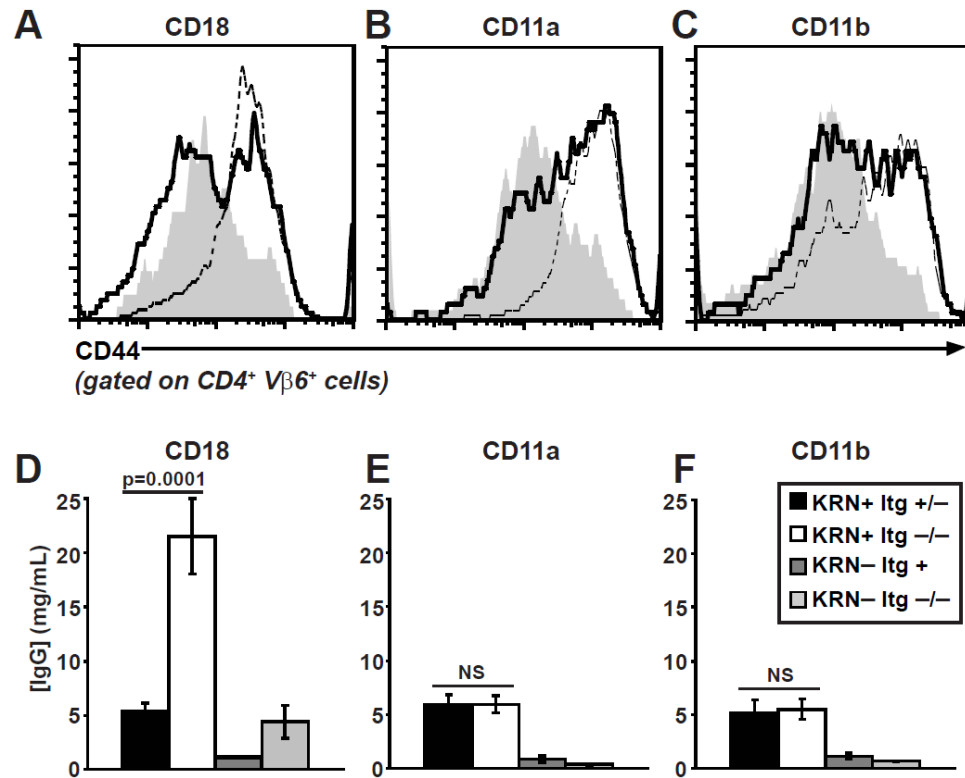 A CD18 B CD11a C CD11b
CD44
(gated on CD4⁺ Vβ6⁺ cells)
D CD18 E CD11a F CD11b
p=0.0001
25 25 25
KRN+ Itg +/–
20 20 20
KRN+ Itg –/–
KRN– Itg +
15 15 15
KRN– Itg –/–
[IgG] (mg/mL)
10 10 10
NS NS
5 5 5
0 0 0